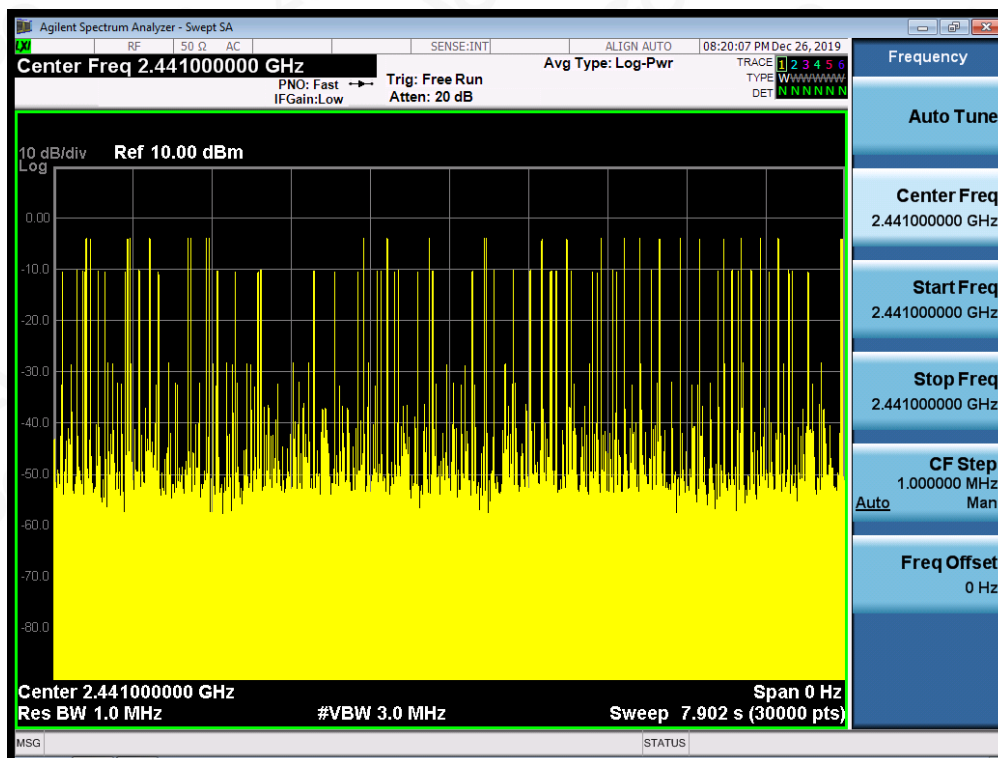 Agilent Spectrum Analyzer - Swept SA
LXI RF 50 Ω AC SENSE:INT ALIGN AUTO 08:20:07 PM Dec 26, 2019
Center Freq 2.441000000 GHz
PNO: Fast
IFGain:Low
Trig: Free Run
Atten: 20 dB
Avg Type: Log-Pwr
TRACE 1 2 3 4 5 6
TYPE WWWWWW
DET N N N N N N
10 dB/div Ref 10.00 dBm
Log
0.00
-10.0
-20.0
-30.0
-40.0
-50.0
-60.0
-70.0
-80.0
Center 2.441000000 GHz Span 0 Hz
Res BW 1.0 MHz #VBW 3.0 MHz Sweep 7.902 s (30000 pts)
MSG STATUS
Frequency
Auto Tune
Center Freq
2.441000000 GHz
Start Freq
2.441000000 GHz
Stop Freq
2.441000000 GHz
CF Step
1.000000 MHz
Auto Man
Freq Offset
0 Hz